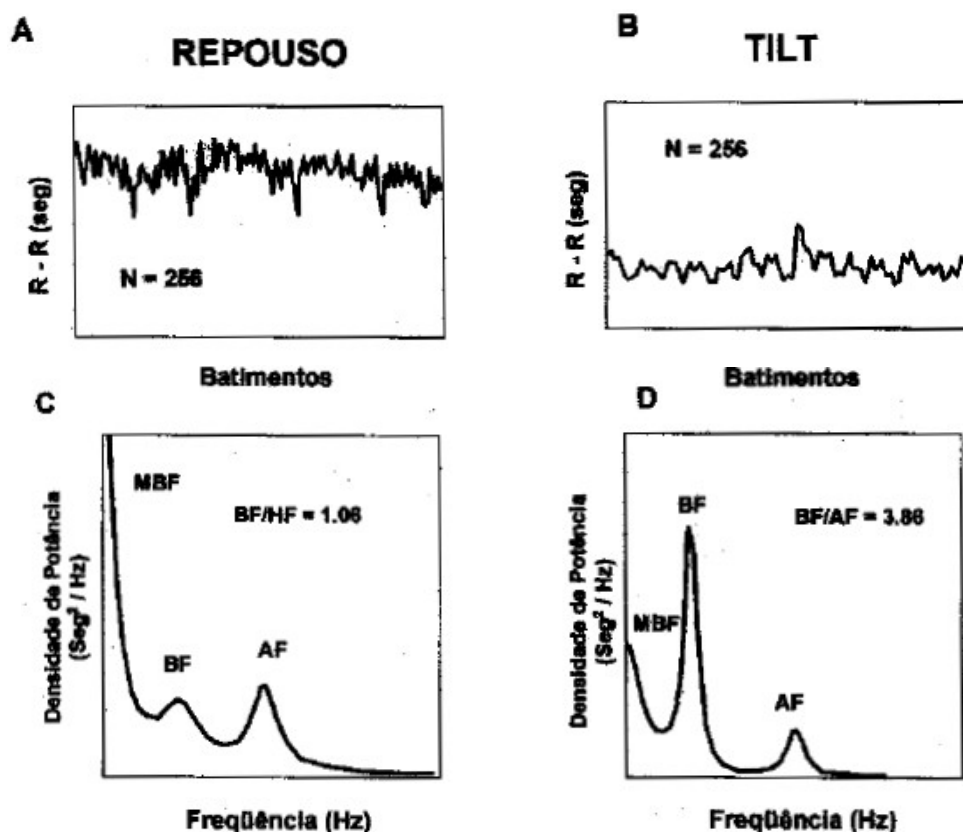 A
REPOUSO
R - R (seg)
N = 256
Batimentos
B
TILT
R - R (seg)
N = 256
Batimentos
C
Densidade de Potência
(Seg² / Hz)
MBF
BF/HF = 1.06
BF
AF
Freqüência (Hz)
D
Densidade de Potência
(Seg² / Hz)
BF
BF/AF = 3.86
MBF
AF
Freqüência (Hz)